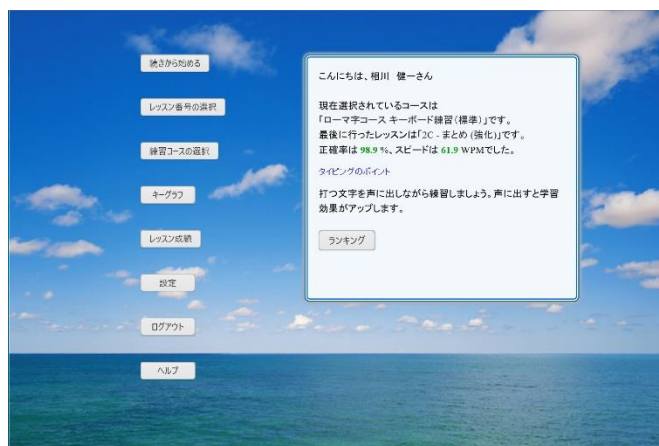 続きから始める
レッスン番号の選択
練習コースの選択
キーグラフ
レッスン成績
設定
ログアウト
ヘルプ
こんにちは、相川　健一さん
現在選択されているコースは
「ローマ字コース キーボード練習（標準）」です。
最後に行ったレッスンは「2C - まとめ (強化)」です。
正確率は 98.9 %、スピードは 61.9 WPMでした。
タイピングのポイント
打つ文字を声に出しながら練習しましょう。声に出すと学習
効果がアップします。
ランキング